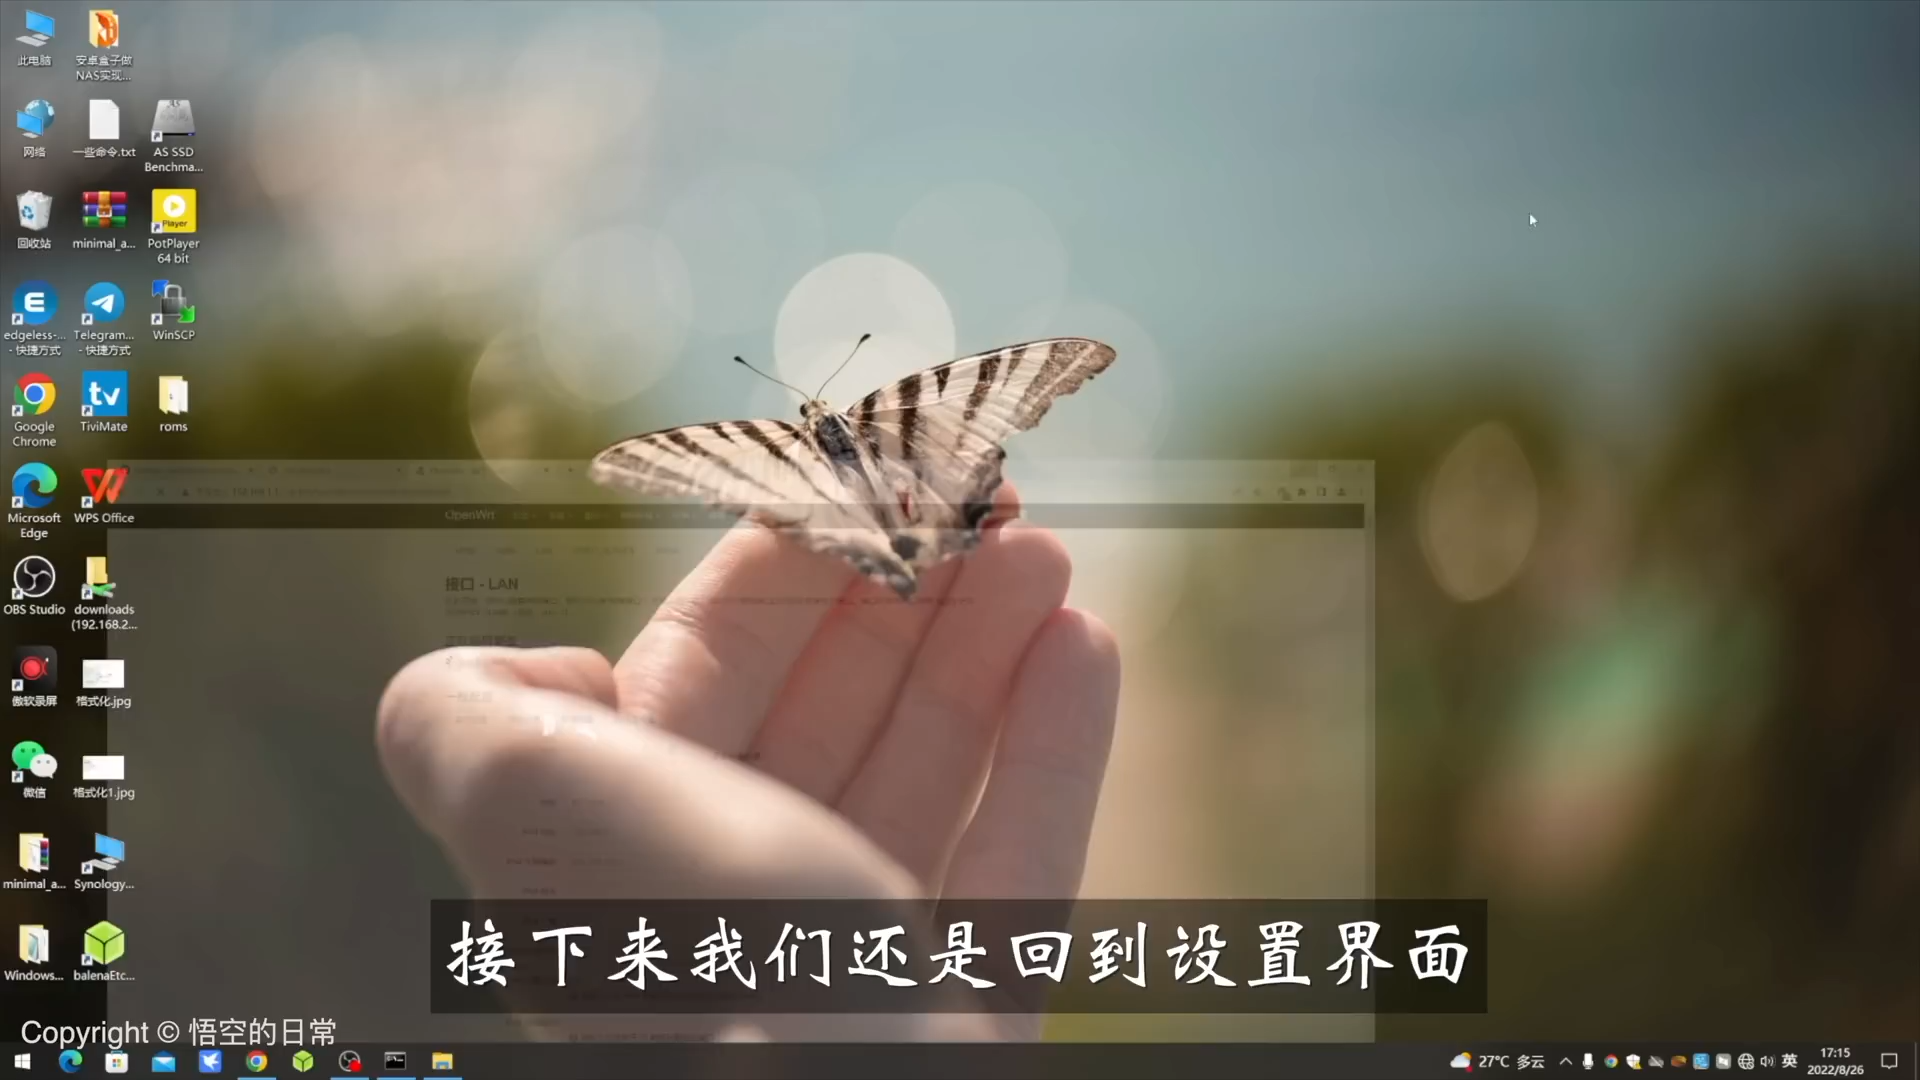 此电脑
安卓盒子做
NAS实现...
网络
一些命令.txt
AS SSD
Benchma...
回收站
minimal_a...
Player
PotPlayer
64 bit
edgeless-...
- 快捷方式
Telegram...
- 快捷方式
WinSCP
Google
Chrome
tv
TiviMate
roms
Microsoft
Edge
WPS Office
OpenWrt
接口 - LAN
OBS Studio
downloads
(192.168.2...
傲软录屏
格式化.jpg
微信
格式化1.jpg
minimal_a...
Synology...
Windows...
balenaEtc...
接下来我们还是回到设置界面
Copyright © 悟空的日常
27°C 多云
英
17:15
2022/8/26